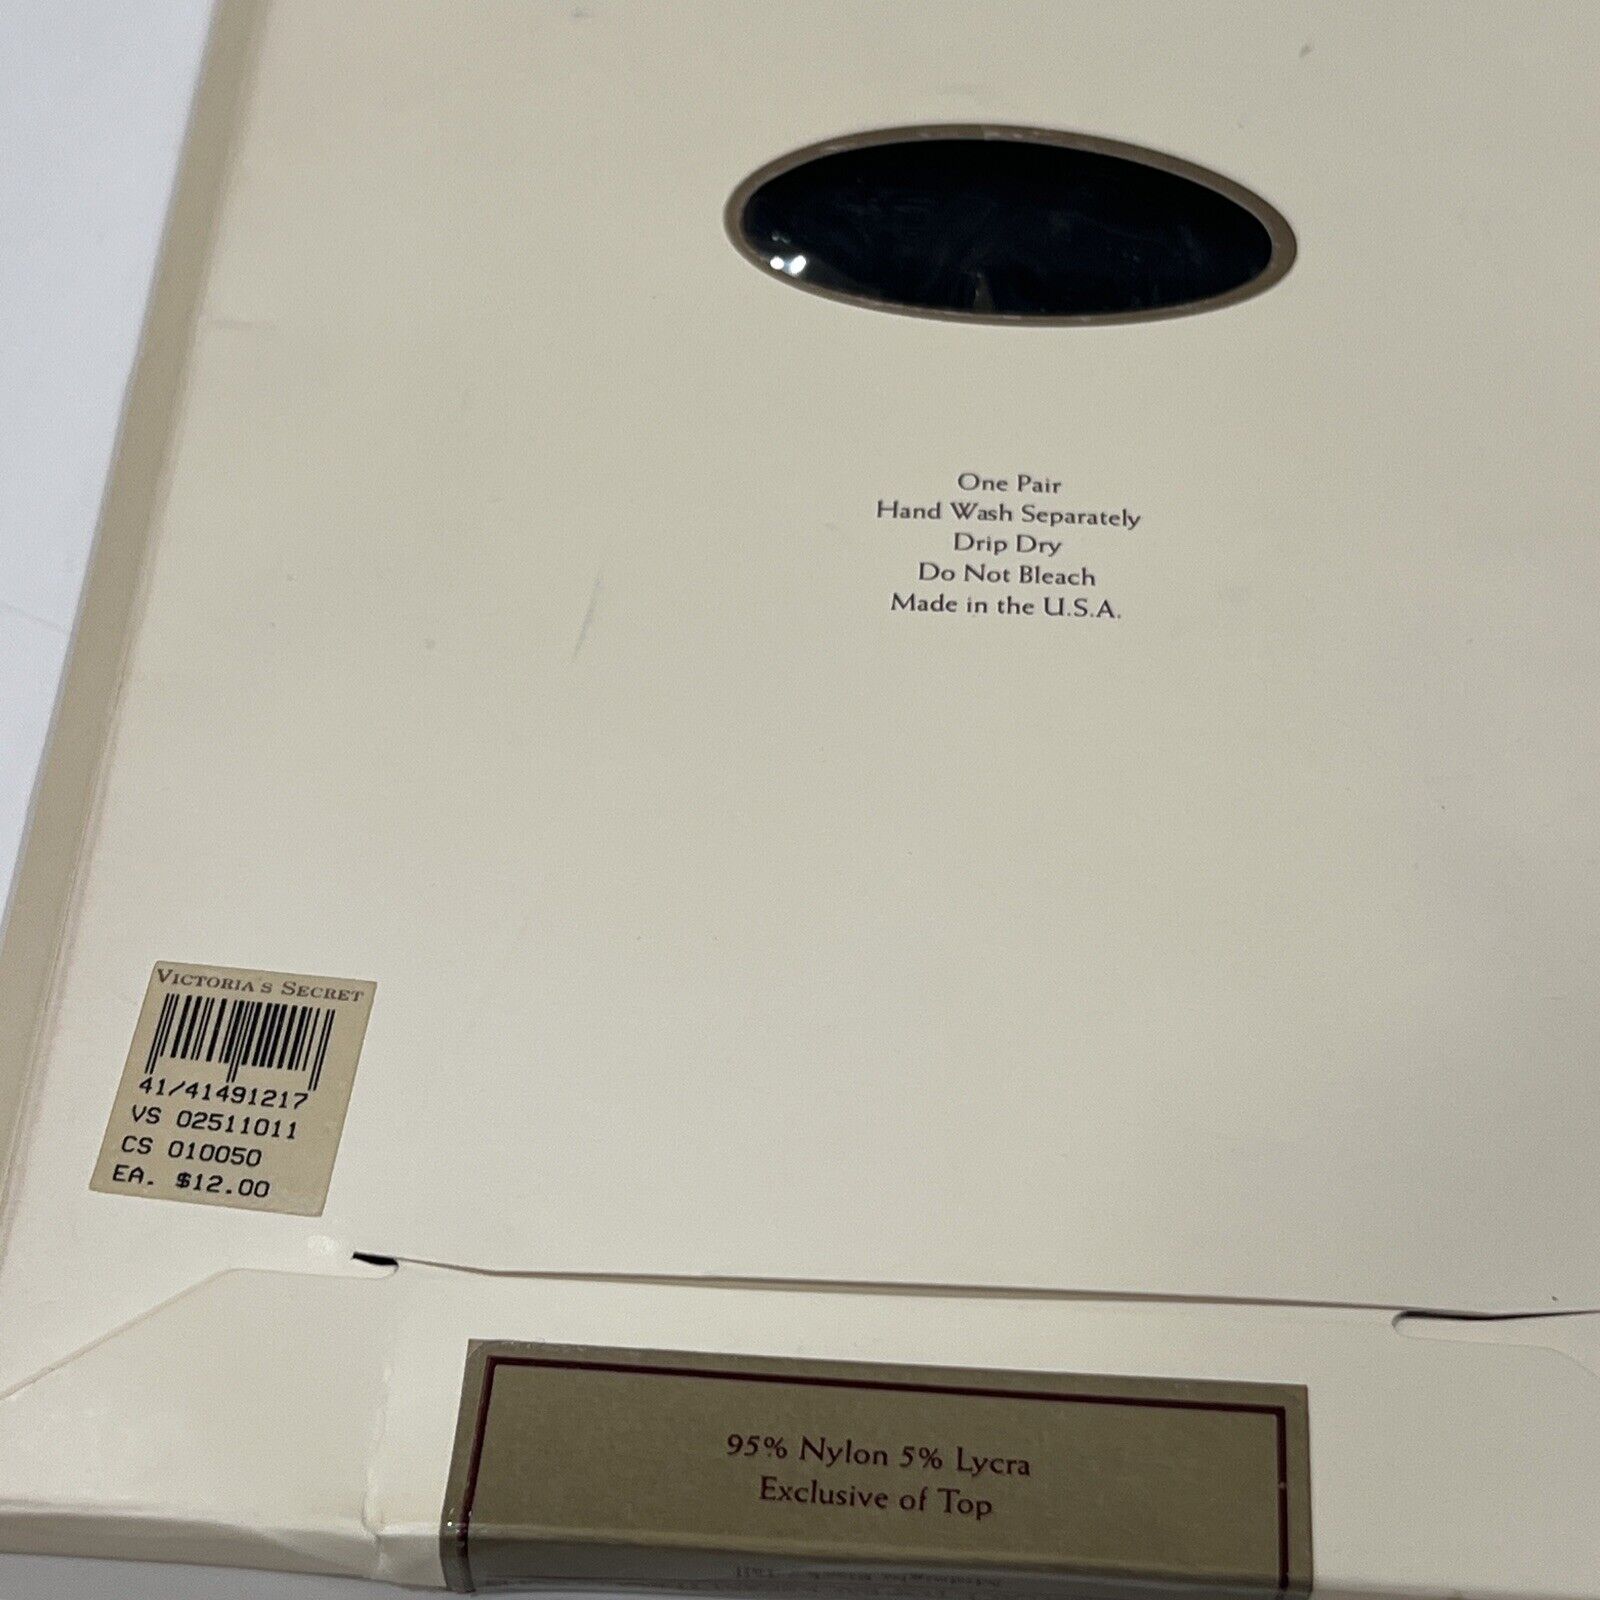 One Pair
Hand Wash Separately
Drip Dry
Do Not Bleach
Made in the U.S.A.
VICTORIA'S SECRET
41/41491217
VS 02511011
CS 010050
EA. $12.00
95% Nylon 5% Lycra
Exclusive of Top